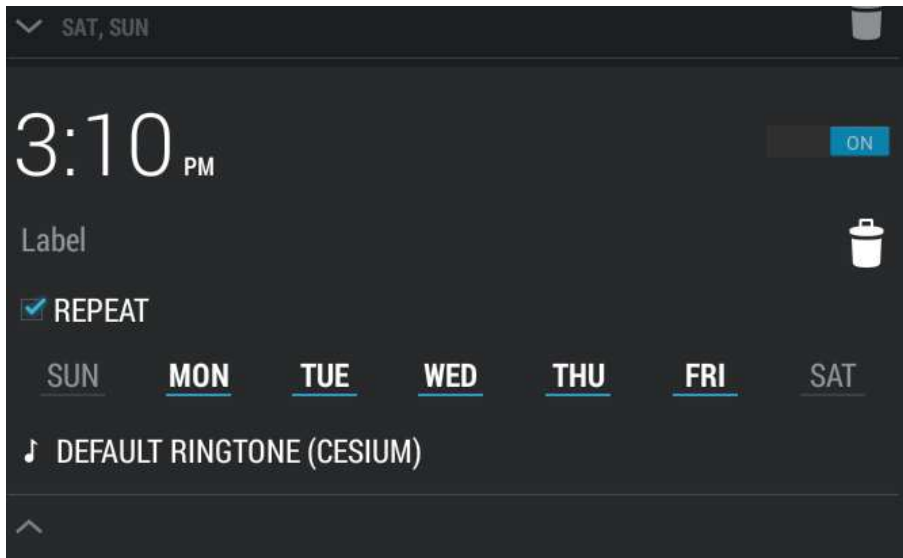 SAT, SUN
3:10 PM
ON
Label
REPEAT
SUN MON TUE WED THU FRI SAT
DEFAULT RINGTONE (CESIUM)